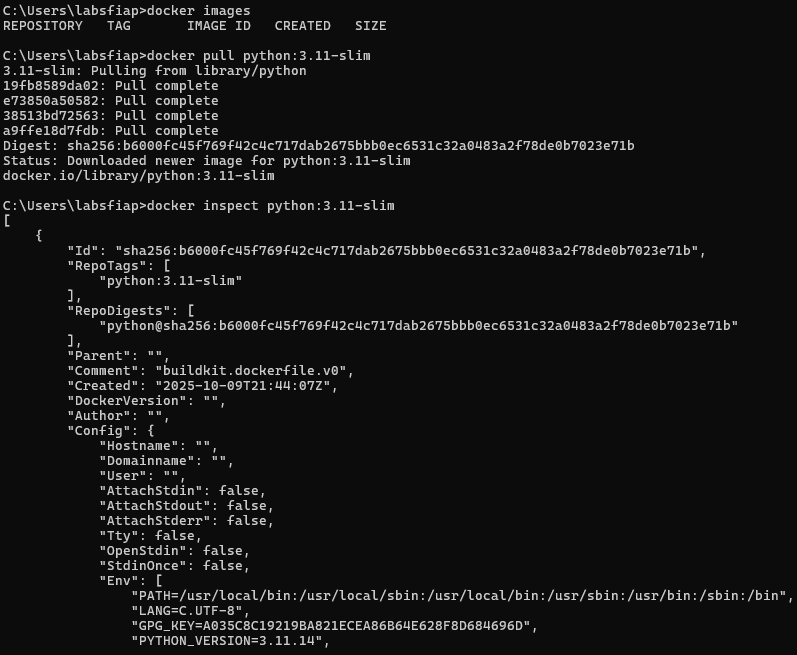 C:\Users\labsfiap>docker images
REPOSITORY   TAG       IMAGE ID   CREATED   SIZE

C:\Users\labsfiap>docker pull python:3.11-slim
3.11-slim: Pulling from library/python
19fb8589da02: Pull complete
e73850a50582: Pull complete
38513bd72563: Pull complete
a9ffe18d7fdb: Pull complete
Digest: sha256:b6000fc45f769f42c4c717dab2675bbb0ec6531c32a0483a2f78de0b7023e71b
Status: Downloaded newer image for python:3.11-slim
docker.io/library/python:3.11-slim

C:\Users\labsfiap>docker inspect python:3.11-slim
[
    {
        "Id": "sha256:b6000fc45f769f42c4c717dab2675bbb0ec6531c32a0483a2f78de0b7023e71b",
        "RepoTags": [
            "python:3.11-slim"
        ],
        "RepoDigests": [
            "python@sha256:b6000fc45f769f42c4c717dab2675bbb0ec6531c32a0483a2f78de0b7023e71b"
        ],
        "Parent": "",
        "Comment": "buildkit.dockerfile.v0",
        "Created": "2025-10-09T21:44:07Z",
        "DockerVersion": "",
        "Author": "",
        "Config": {
            "Hostname": "",
            "Domainname": "",
            "User": "",
            "AttachStdin": false,
            "AttachStdout": false,
            "AttachStderr": false,
            "Tty": false,
            "OpenStdin": false,
            "StdinOnce": false,
            "Env": [
                "PATH=/usr/local/bin:/usr/local/sbin:/usr/local/bin:/usr/sbin:/usr/bin:/sbin:/bin",
                "LANG=C.UTF-8",
                "GPG_KEY=A035C8C19219BA821ECEA86B64E628F8D684696D",
                "PYTHON_VERSION=3.11.14",